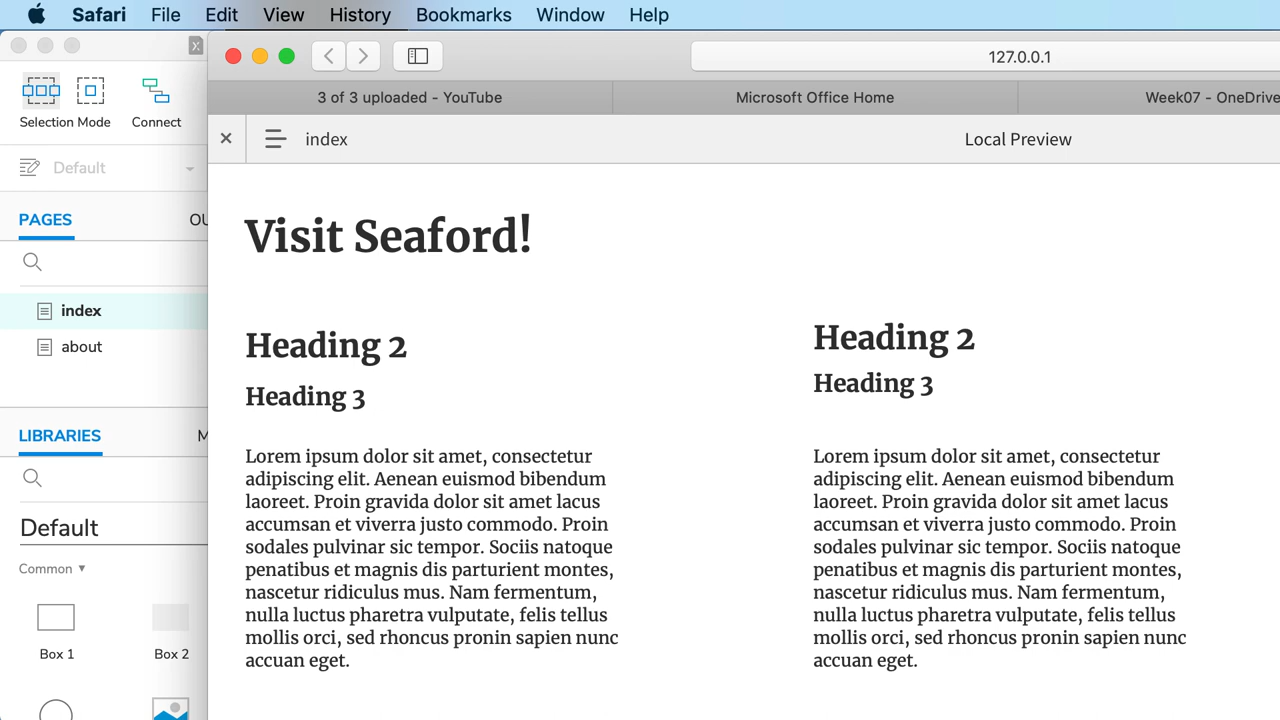 Safari File Edit View History Bookmarks Window Help
X
127.0.0.1
Selection Mode Connect
3 of 3 uploaded - YouTube Microsoft Office Home Week07 - OneDrive
index Local Preview
Default
PAGES OU
index
about
LIBRARIES M
Default
Common ▼
Box 1 Box 2
Visit Seaford!
Heading 2
Heading 3
Lorem ipsum dolor sit amet, consectetur
adipiscing elit. Aenean euismod bibendum
laoreet. Proin gravida dolor sit amet lacus
accumsan et viverra justo commodo. Proin
sodales pulvinar sic tempor. Sociis natoque
penatibus et magnis dis parturient montes,
nascetur ridiculus mus. Nam fermentum,
nulla luctus pharetra vulputate, felis tellus
mollis orci, sed rhoncus pronin sapien nunc
accuan eget.
Heading 2
Heading 3
Lorem ipsum dolor sit amet, consectetur
adipiscing elit. Aenean euismod bibendum
laoreet. Proin gravida dolor sit amet lacus
accumsan et viverra justo commodo. Proin
sodales pulvinar sic tempor. Sociis natoque
penatibus et magnis dis parturient montes,
nascetur ridiculus mus. Nam fermentum,
nulla luctus pharetra vulputate, felis tellus
mollis orci, sed rhoncus pronin sapien nunc
accuan eget.